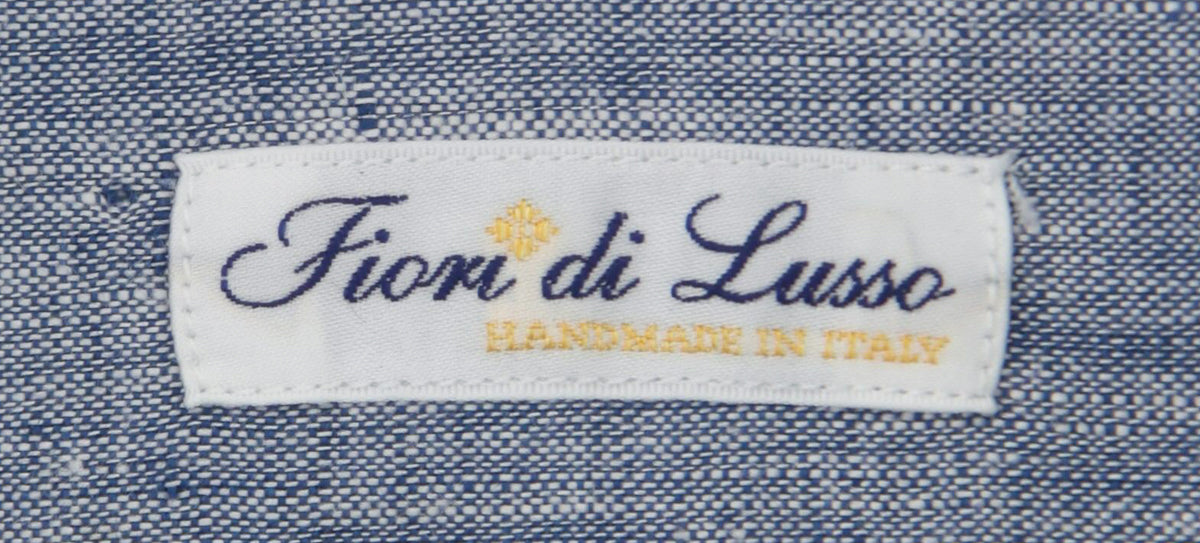 Fiori di Lusso
HANDMADE IN ITALY